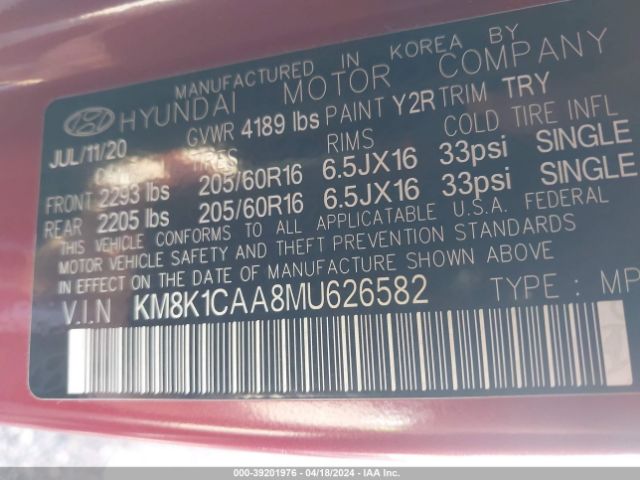 MANUFACTURED IN KOREA BY
HYUNDAI MOTOR COMPANY
JUL/11/20 GVWR 4189 lbs PAINT Y2R TRIM TRY
TIRES RIMS COLD TIRE INFL
FRONT 2293 lbs 205/60R16 6.5JX16 33psi SINGLE
REAR 2205 lbs 205/60R16 6.5JX16 33psi SINGLE
THIS VEHICLE CONFORMS TO ALL APPLICATABLE U.S.A. FEDERAL
MOTOR VEHICLE SAFETY AND THEFT PREVENTION STANDARDS
IN EFFECT ON THE DATE OF MANUFACTURE SHOWN ABOVE
V.I.N KM8K1CAA8MU626582 TYPE : MP
000-39201976 - 04/18/2024 - IAA Inc.